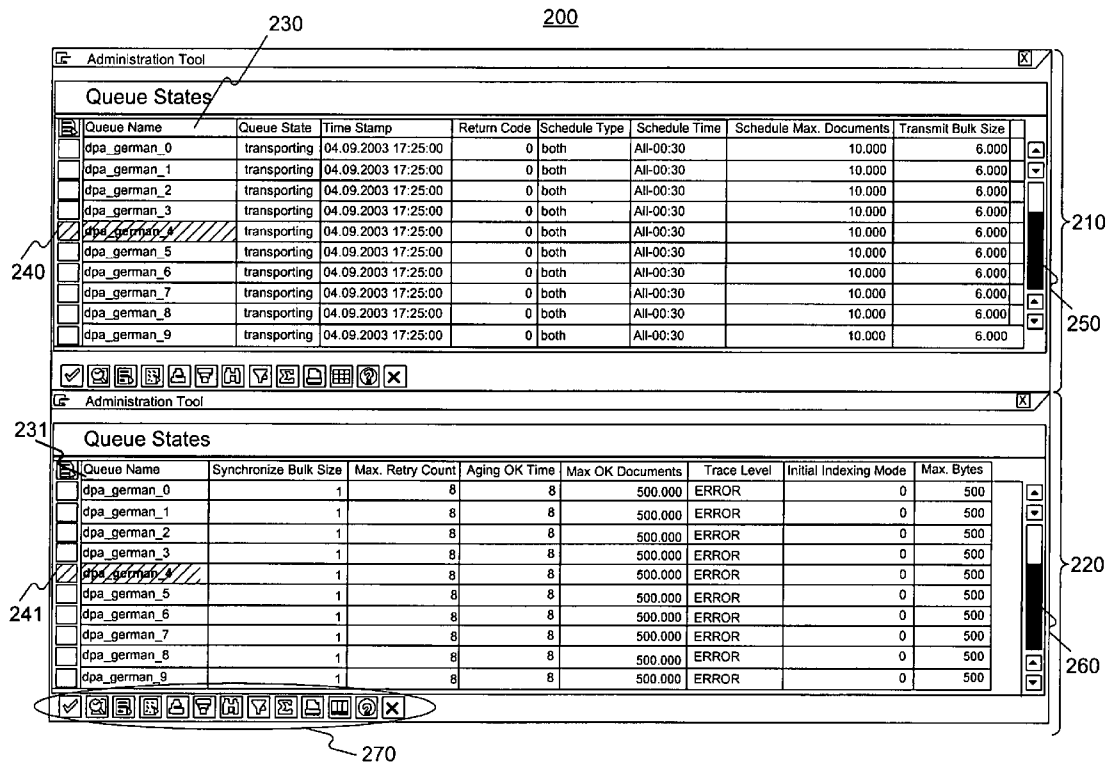 200
230
Administration Tool
Queue States
Queue Name Queue State Time Stamp Return Code Schedule Type Schedule Time Schedule Max. Documents Transmit Bulk Size
dpa_german_0 transporting 04.09.2003 17:25:00 0 both All-00:30 10.000 6.000
dpa_german_1 transporting 04.09.2003 17:25:00 0 both All-00:30 10.000 6.000
dpa_german_2 transporting 04.09.2003 17:25:00 0 both All-00:30 10.000 6.000
dpa_german_3 transporting 04.09.2003 17:25:00 0 both All-00:30 10.000 6.000
dpa_german_4 transporting 04.09.2003 17:25:00 0 both All-00:30 10.000 6.000
dpa_german_5 transporting 04.09.2003 17:25:00 0 both All-00:30 10.000 6.000
dpa_german_6 transporting 04.09.2003 17:25:00 0 both All-00:30 10.000 6.000
dpa_german_7 transporting 04.09.2003 17:25:00 0 both All-00:30 10.000 6.000
dpa_german_8 transporting 04.09.2003 17:25:00 0 both All-00:30 10.000 6.000
dpa_german_9 transporting 04.09.2003 17:25:00 0 both All-00:30 10.000 6.000
210
240
250
Administration Tool
231
Queue States
Queue Name Synchronize Bulk Size Max. Retry Count Aging OK Time Max OK Documents Trace Level Initial Indexing Mode Max. Bytes
dpa_german_0 1 8 8 500.000 ERROR 0 500
dpa_german_1 1 8 8 500.000 ERROR 0 500
dpa_german_2 1 8 8 500.000 ERROR 0 500
dpa_german_3 1 8 8 500.000 ERROR 0 500
dpa_german_4 1 8 8 500.000 ERROR 0 500
dpa_german_5 1 8 8 500.000 ERROR 0 500
dpa_german_6 1 8 8 500.000 ERROR 0 500
dpa_german_7 1 8 8 500.000 ERROR 0 500
dpa_german_8 1 8 8 500.000 ERROR 0 500
dpa_german_9 1 8 8 500.000 ERROR 0 500
220
241
260
270